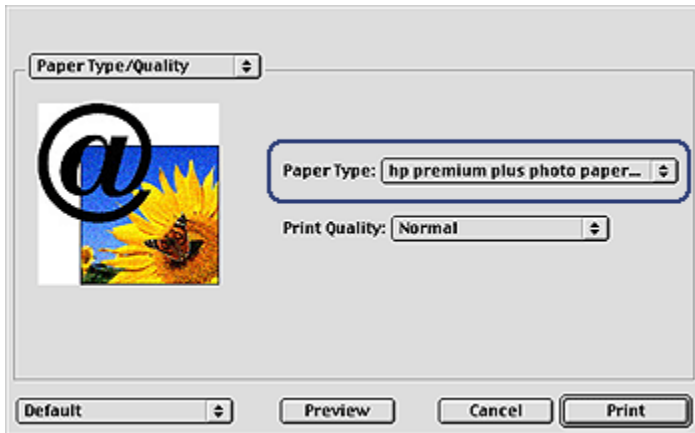 Paper Type/Quality
@
Paper Type: hp premium plus photo paper...
Print Quality: Normal
Default Preview Cancel Print